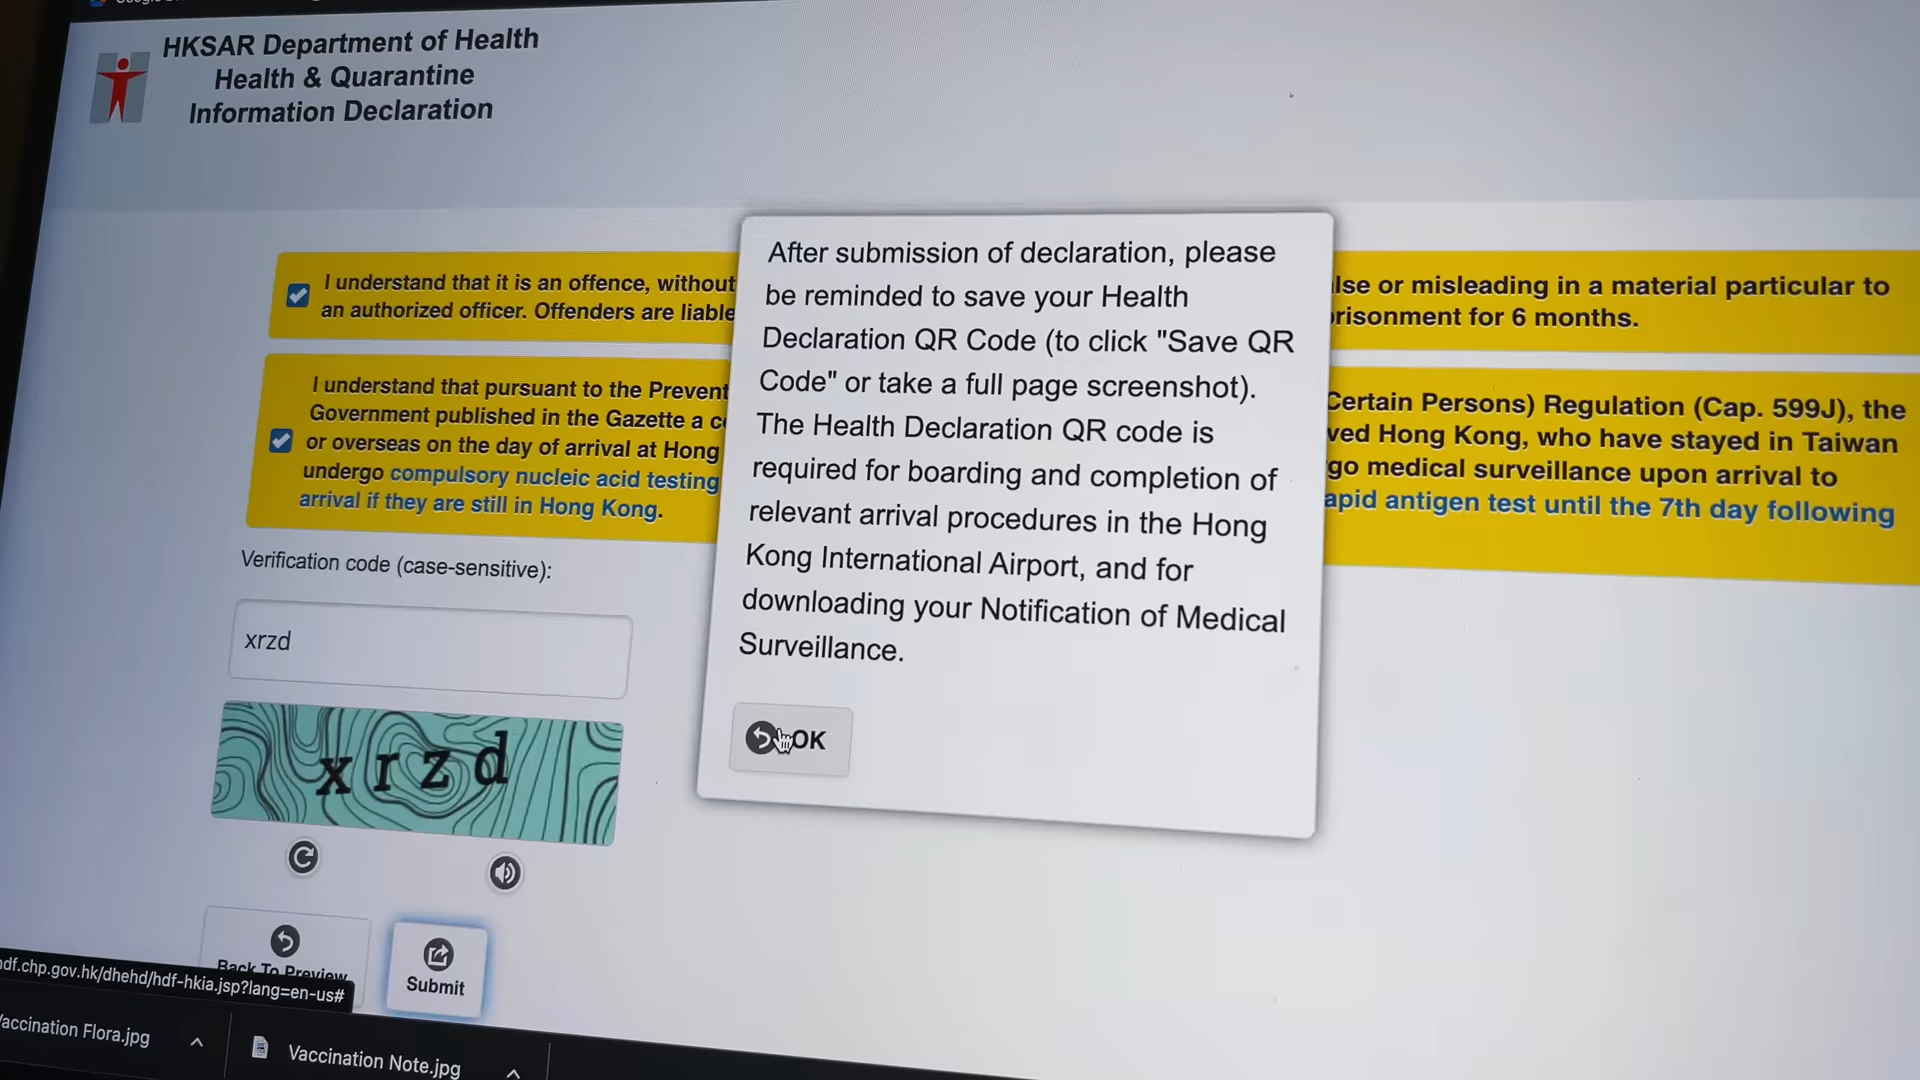 HKSAR Department of Health
Health & Quarantine
Information Declaration
I understand that it is an offence, without
an authorized officer. Offenders are liable
lse or misleading in a material particular to
risonment for 6 months.
I understand that pursuant to the Prevent
Government published in the Gazette a c
or overseas on the day of arrival at Hong
undergo compulsory nucleic acid testing
arrival if they are still in Hong Kong.
Certain Persons) Regulation (Cap. 599J), the
ved Hong Kong, who have stayed in Taiwan
go medical surveillance upon arrival to
apid antigen test until the 7th day following
After submission of declaration, please
be reminded to save your Health
Declaration QR Code (to click "Save QR
Code" or take a full page screenshot).
The Health Declaration QR code is
required for boarding and completion of
relevant arrival procedures in the Hong
Kong International Airport, and for
downloading your Notification of Medical
Surveillance.
OK
Verification code (case-sensitive):
xrzd
x r z d
Back To Preview
Submit
hdf.chp.gov.hk/dhehd/hdf-hkia.jsp?lang=en-us#
accination Flora.jpg
Vaccination Note.jpg